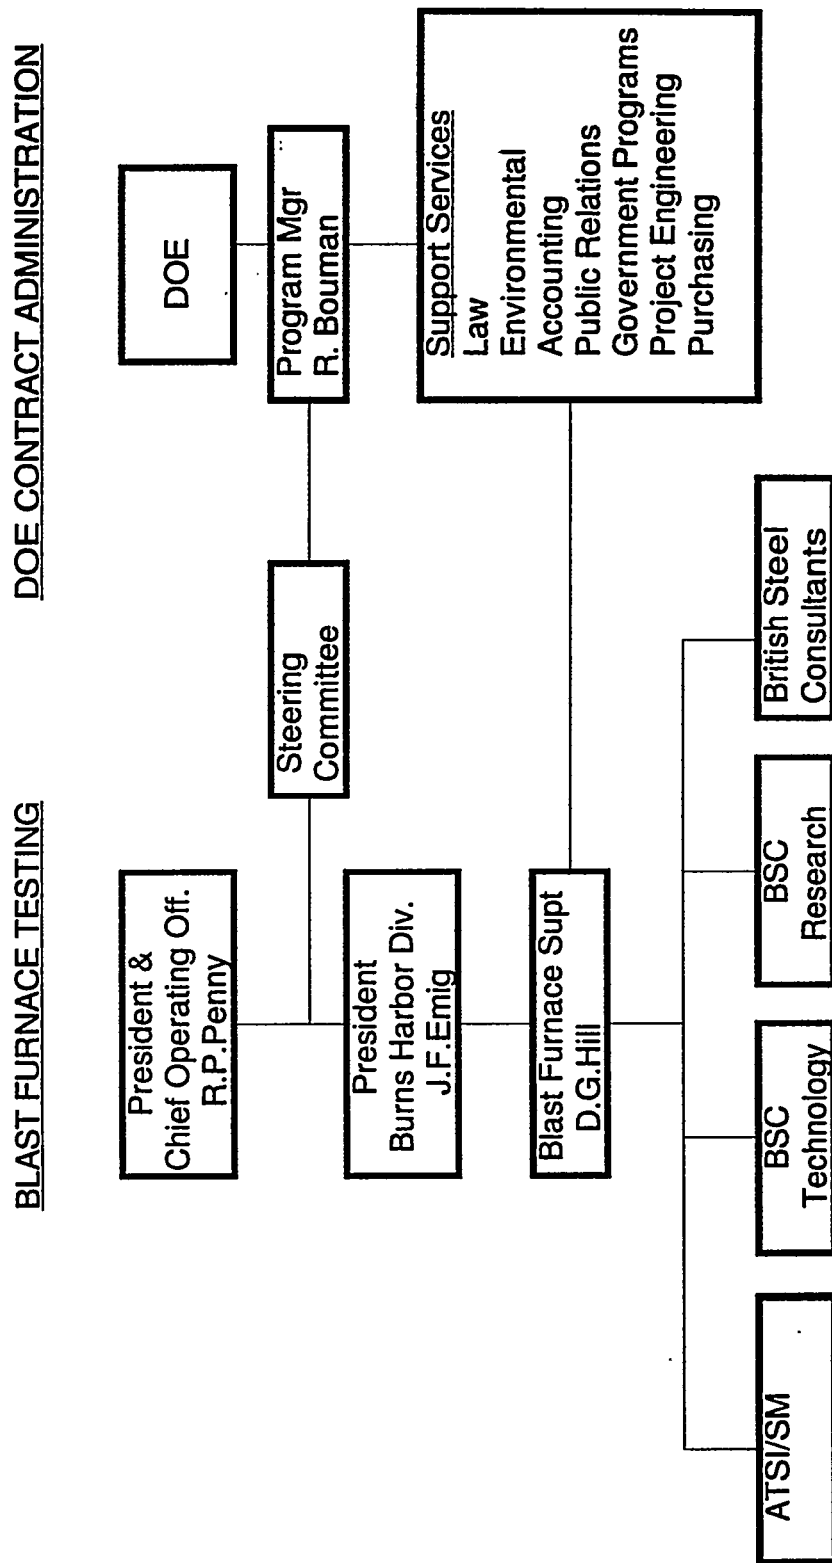 BLAST FURNACE TESTING
DOE CONTRACT ADMINISTRATION
President &
Chief Operating Off.
R.P.Penny
DOE
Steering
Committee
Program Mgr
R. Bouman
President
Burns Harbor Div.
J.F.Emig
Support Services
Law
Environmental
Accounting
Public Relations
Government Programs
Project Engineering
Purchasing
Blast Furnace Supt
D.G.Hill
ATSI/SM
BSC
Technology
BSC
Research
British Steel
Consultants